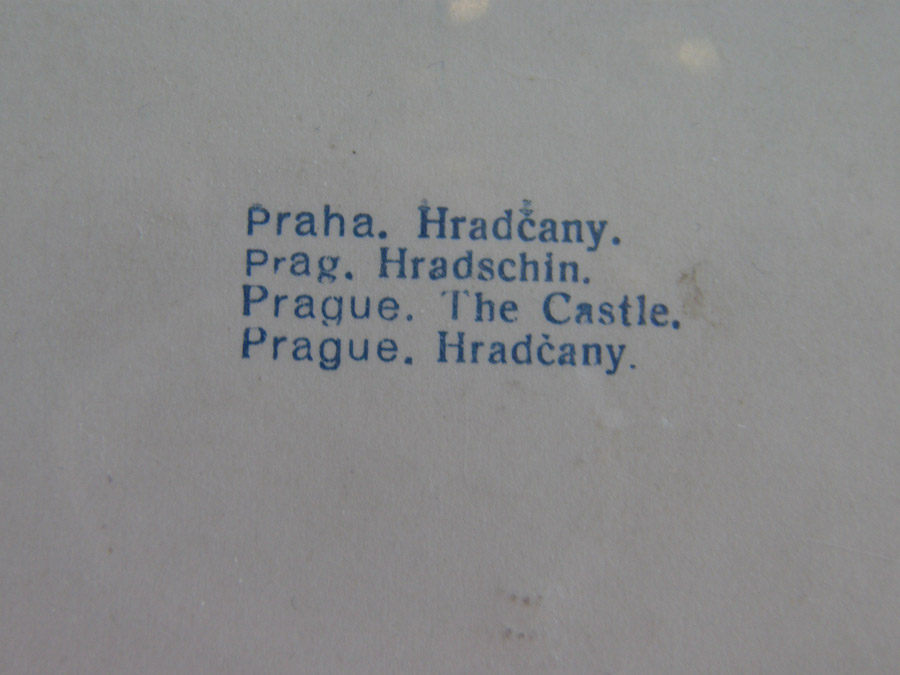 Praha. Hradčany.
Prag. Hradschin.
Prague. The Castle.
Prague. Hradčany.